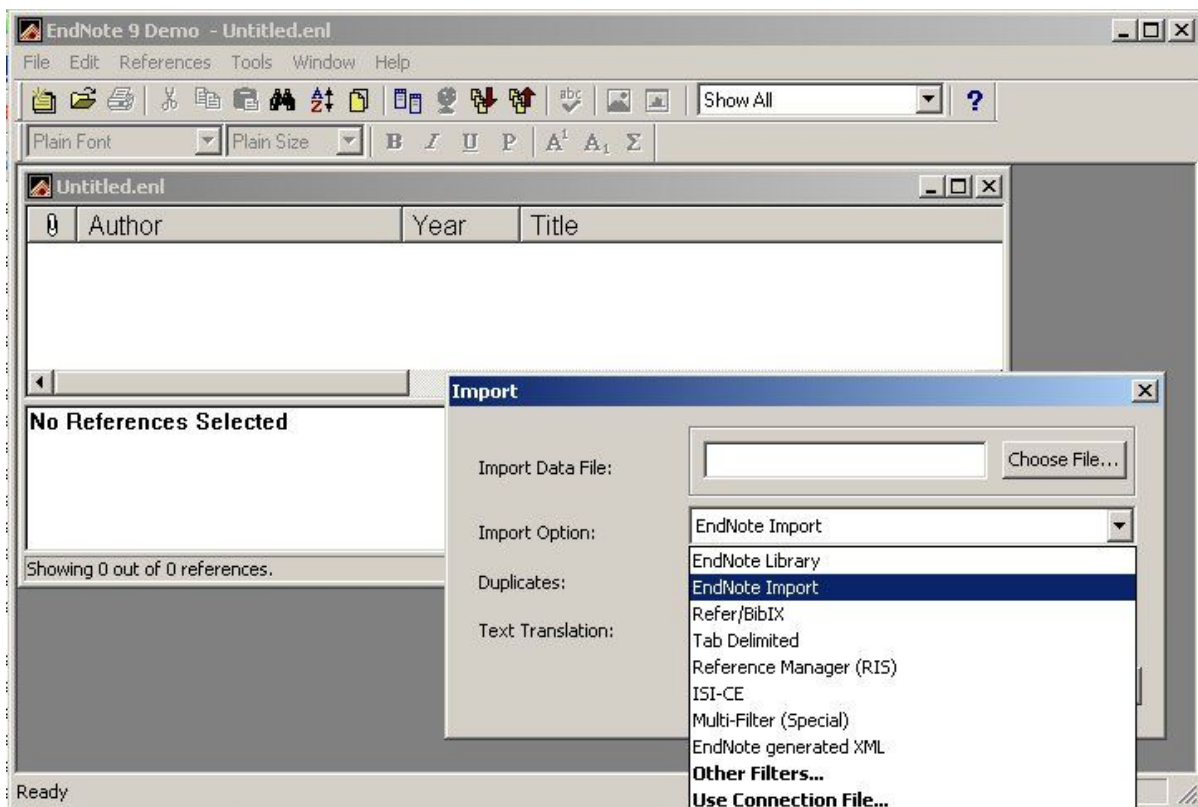 EndNote 9 Demo - Untitled.enl
File Edit References Tools Window Help
abc Show All ?
Plain Font Plain Size B I U P A¹ A₁ Σ
Untitled.enl
Author Year Title
Import
No References Selected
Import Data File: Choose File...
Import Option: EndNote Import
Showing 0 out of 0 references.
EndNote Library
Duplicates:
EndNote Import
Refer/BibIX
Text Translation:
Tab Delimited
Reference Manager (RIS)
ISI-CE
Multi-Filter (Special)
EndNote generated XML
Other Filters...
Use Connection File...
Ready